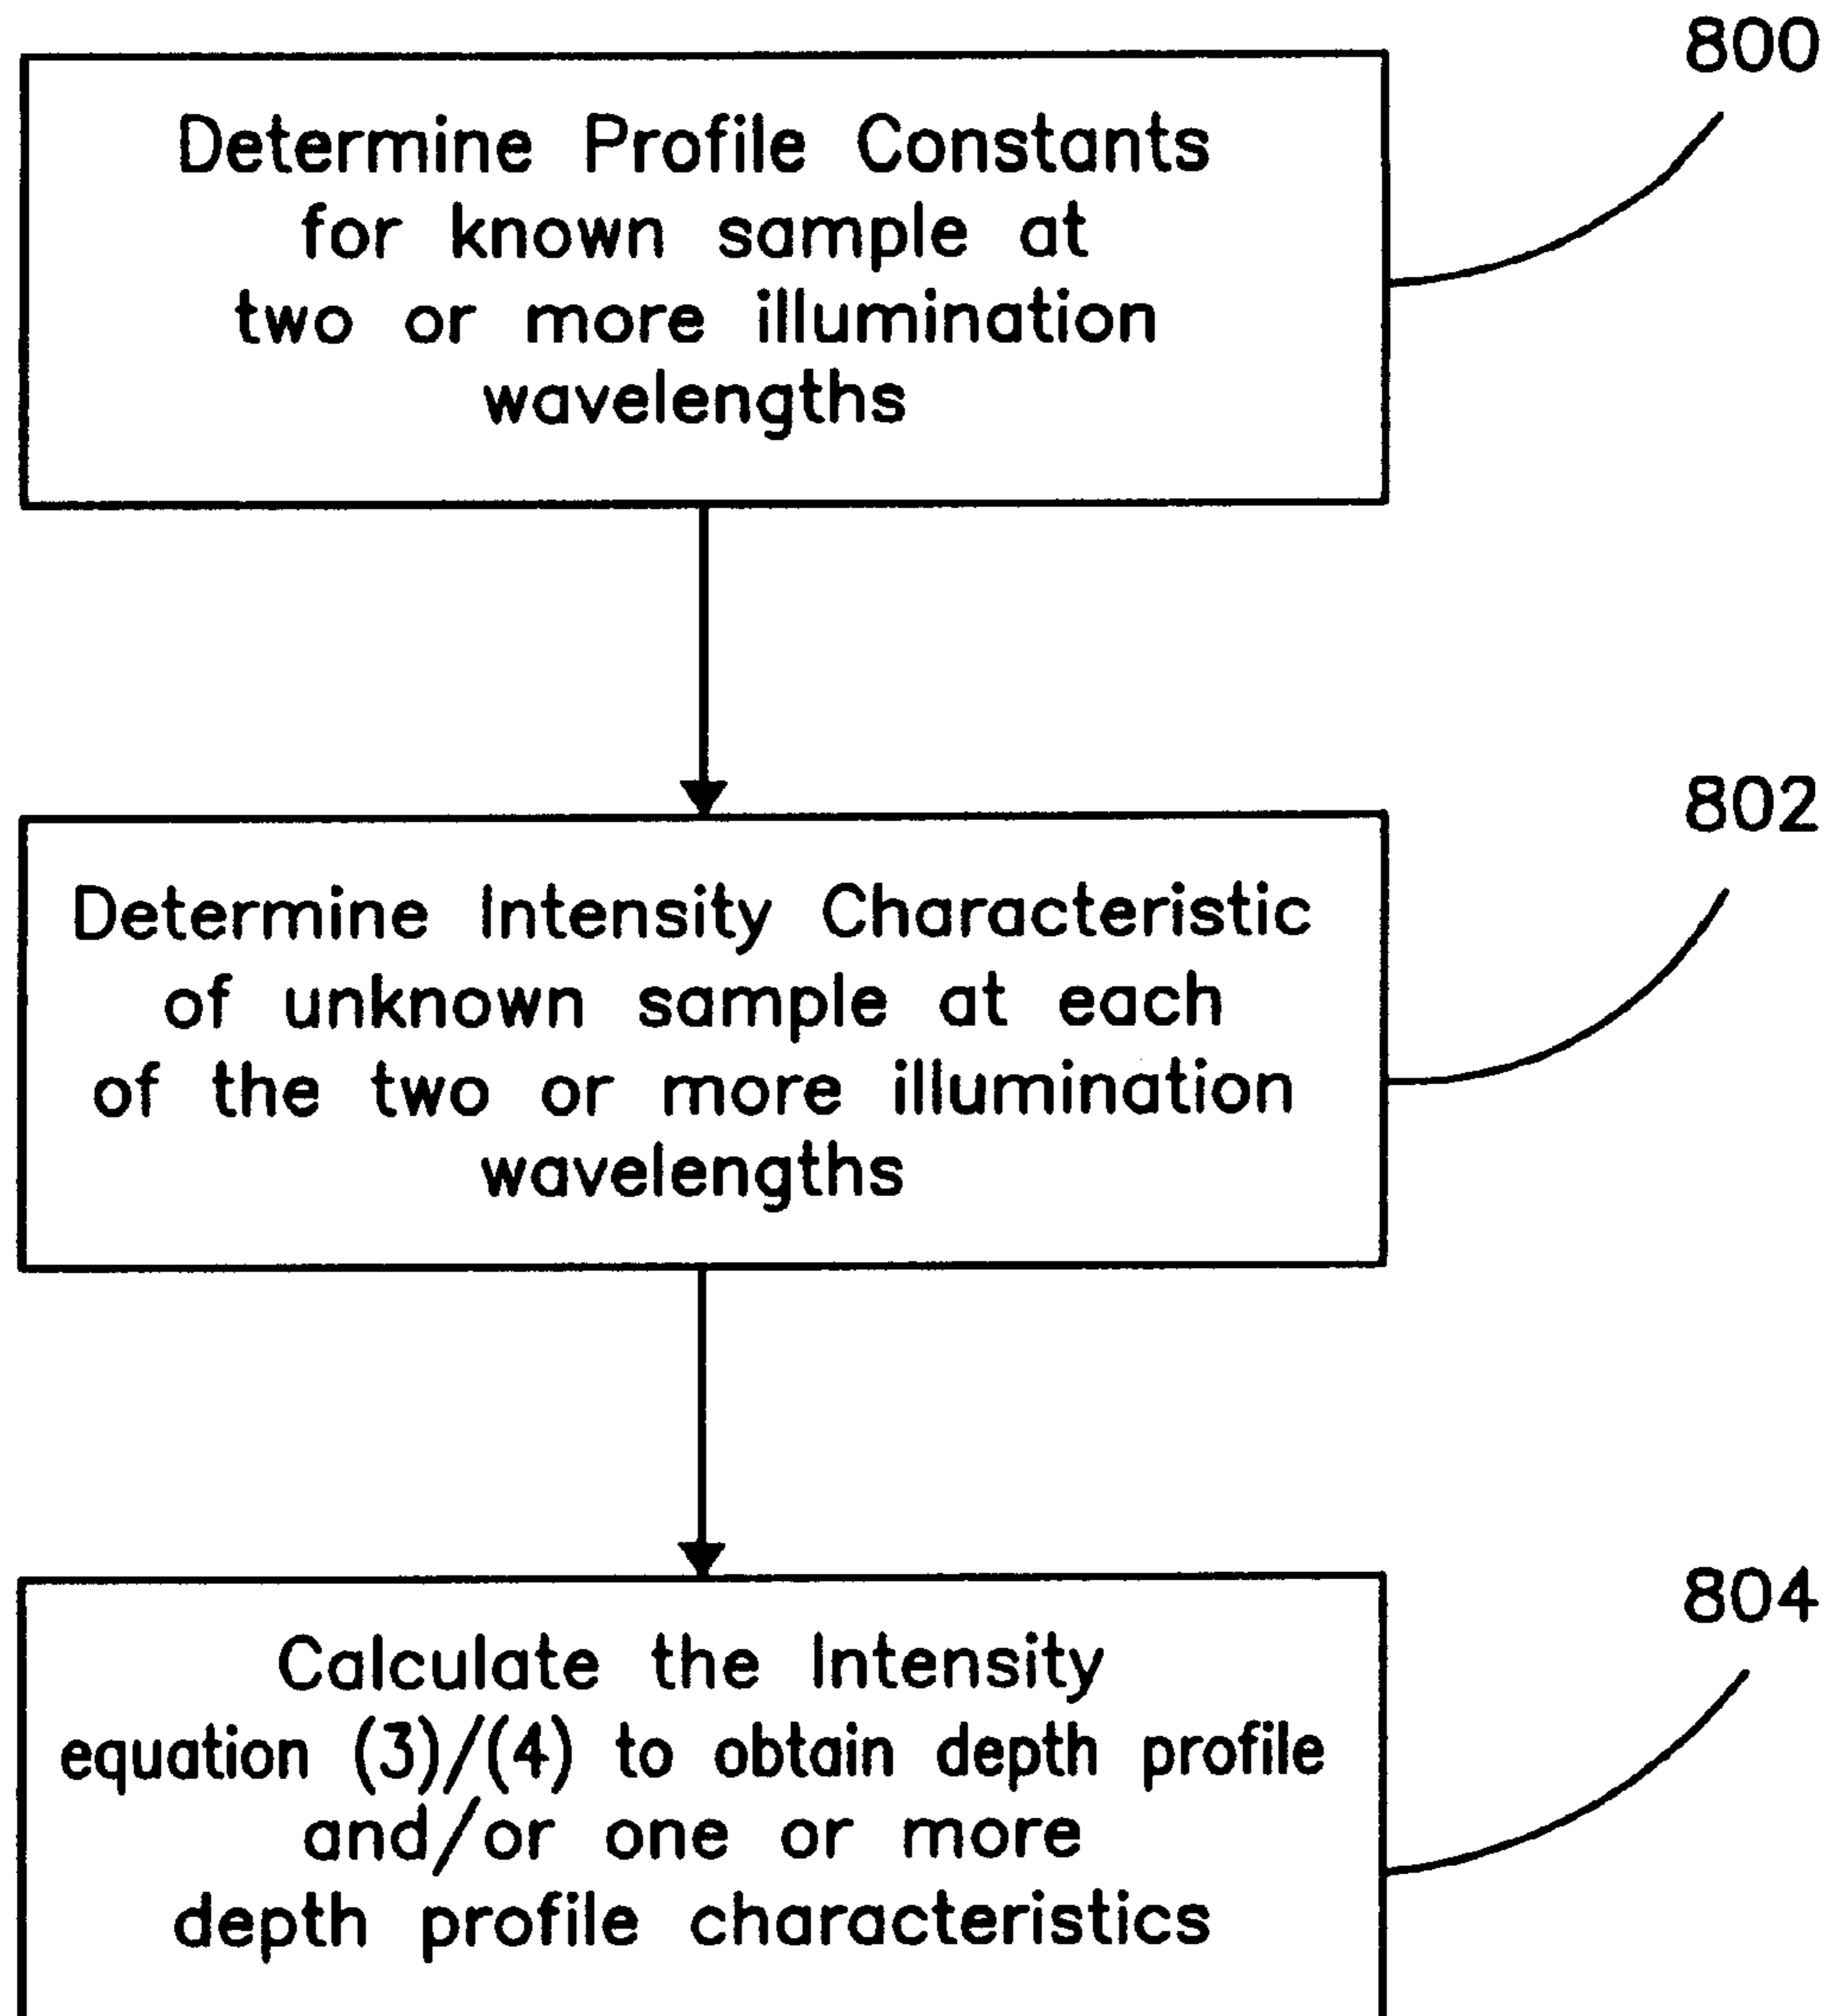 800
Determine Profile Constants
for known sample at
two or more illumination
wavelengths
802
Determine Intensity Characteristic
of unknown sample at each
of the two or more illumination
wavelengths
804
Calculate the Intensity
equation (3)/(4) to obtain depth profile
and/or one or more
depth profile characteristics